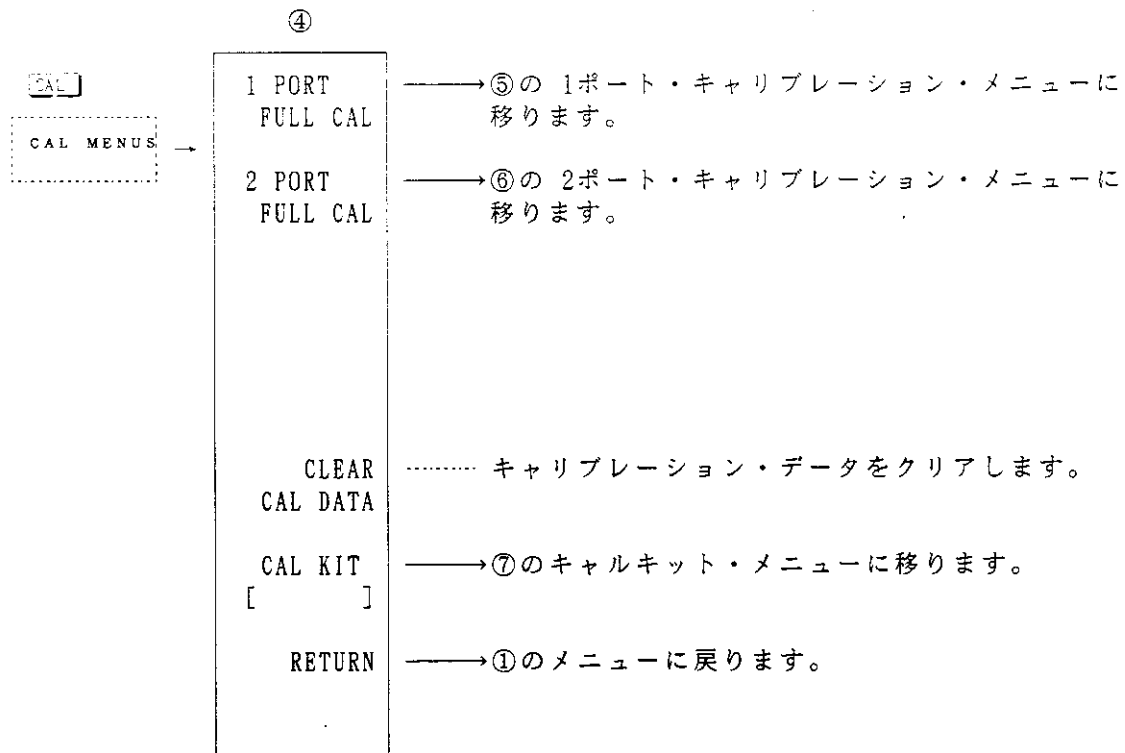 ④
CAL
CAL MENUS →
1 PORT
FULL CAL
→⑤の 1ポート・キャリブレーション・メニューに
移ります。
2 PORT
FULL CAL
→⑥の 2ポート・キャリブレーション・メニューに
移ります。
CLEAR
CAL DATA
……… キャリブレーション・データをクリアします。
CAL KIT
[ ]
→⑦のキャルキット・メニューに移ります。
RETURN
→①のメニューに戻ります。